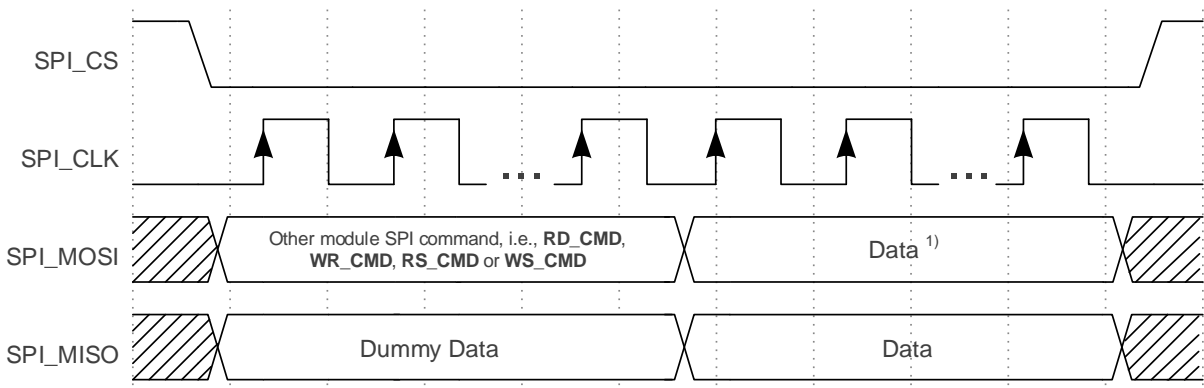 SPI_CS
SPI_CLK
...
...
SPI_MOSI
Other module SPI command, i.e., RD_CMD,
WR_CMD, RS_CMD or WS_CMD
Data 1)
SPI_MISO
Dummy Data
Data